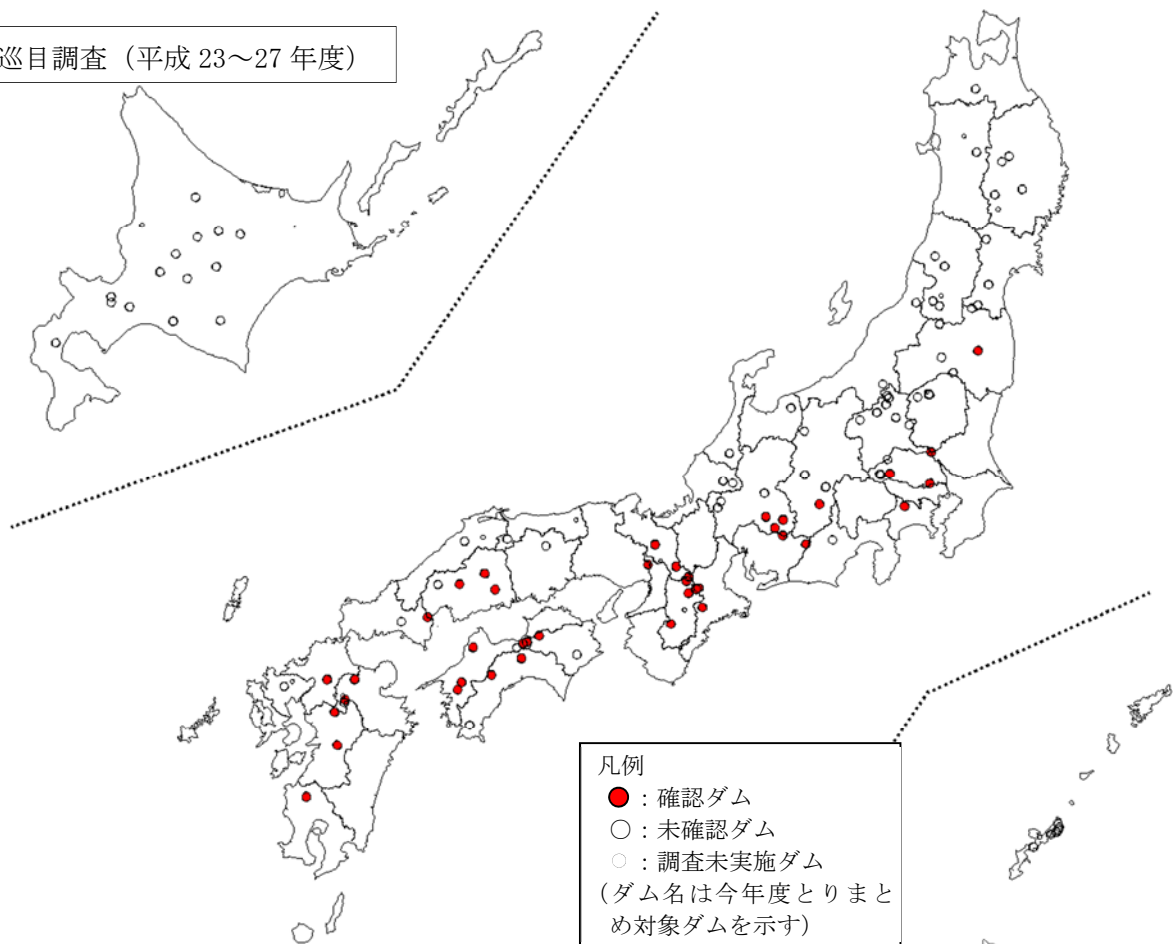 巡目調査（平成 23～27 年度）
凡例
●：確認ダム
○：未確認ダム
○：調査未実施ダム
（ダム名は今年度とりまと
め対象ダムを示す）